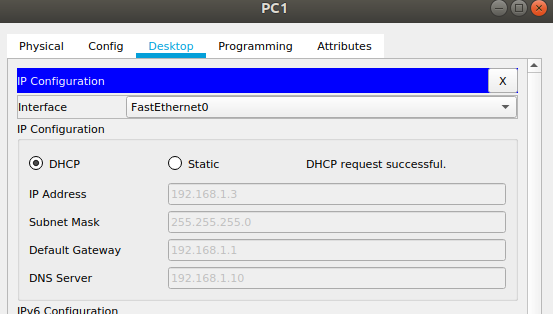 PC1
Physical Config Desktop Programming Attributes
IP Configuration X
Interface FastEthernet0
IP Configuration
DHCP Static DHCP request successful.
IP Address 192.168.1.3
Subnet Mask 255.255.255.0
Default Gateway 192.168.1.1
DNS Server 192.168.1.10
IPv6 Configuration